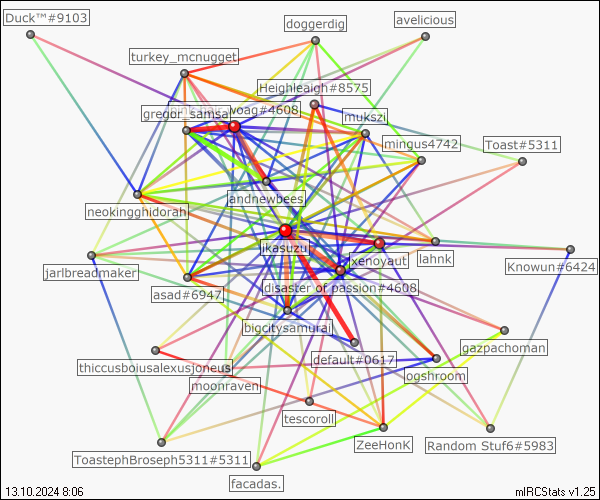 Duck™#9103
doggerdig
avelicious
turkey_mcnugget
Heighleaigh#8575
gregor_samsa
voag#4608
mukszi
mingus4742
Toast#5311
andnewbees
neokingghidorah
jikasuzu
xenoyaut
lahnk
jarlbreadmaker
Knowun#6424
asad#6947
disaster of passion#4608
bigcitysamurai
gazpachoman
default#0617
thiccusboiusalexusjoneus
ogshroom
moonraven
tescoroll
ZeeHonK
Random Stuf6#5983
ToastephBroseph5311#5311
facadas.
13.10.2024 8:06
mIRCStats v1.25